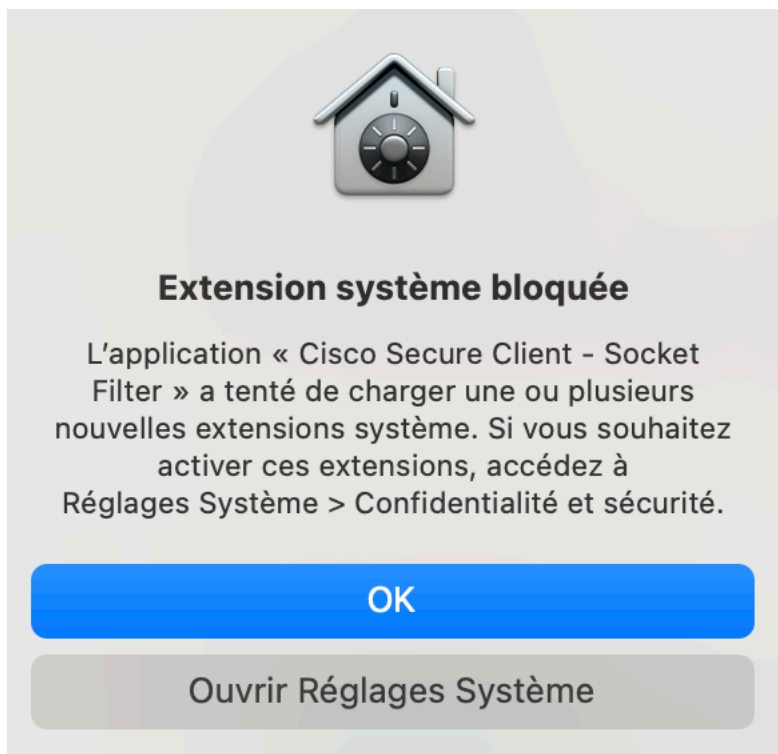 Extension système bloquée
L’application « Cisco Secure Client - Socket
Filter » a tenté de charger une ou plusieurs
nouvelles extensions système. Si vous souhaitez
activer ces extensions, accédez à
Réglages Système > Confidentialité et sécurité.
OK
Ouvrir Réglages Système